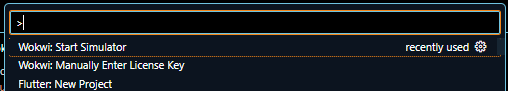 >
Wokwi: Start Simulator recently used
Wokwi: Manually Enter License Key
Flutter: New Project